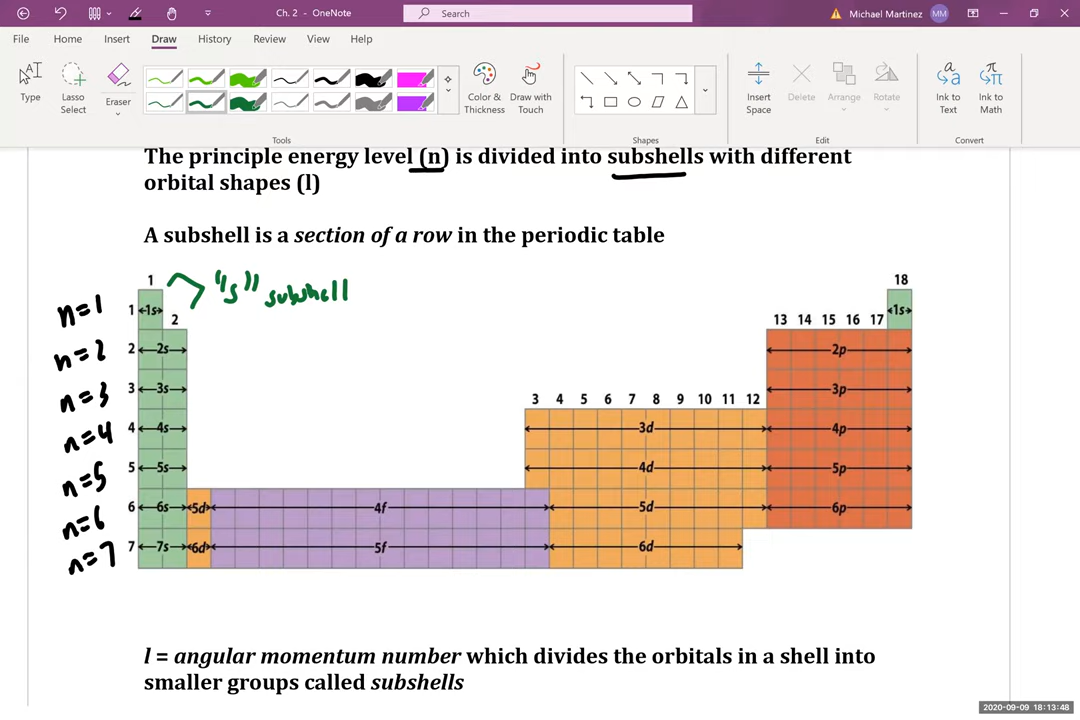 Ch. 2 - OneNote
Search
Michael Martinez
MM
File Home Insert Draw History Review View Help
Type
Lasso Select
Eraser
Color & Thickness
Draw with Touch
Insert Space
Delete
Arrange
Rotate
Ink to Text
Ink to Math
Tools Shapes Edit Convert
The principle energy level (n) is divided into subshells with different
orbital shapes (l)
A subshell is a section of a row in the periodic table
1 "s" subshell 18
n=1 1 1s 2 13 14 15 16 17 1s
n=2 2 2s 2p
n=3 3 3s 3 4 5 6 7 8 9 10 11 12 3p
n=4 4 4s 3d 4p
n=5 5 5s 4d 5p
n=6 6 6s 5d 4f 5d 6p
n=7 7 7s 6d 5f 6d
l = angular momentum number which divides the orbitals in a shell into
smaller groups called subshells
2020-09-09 18:13:48